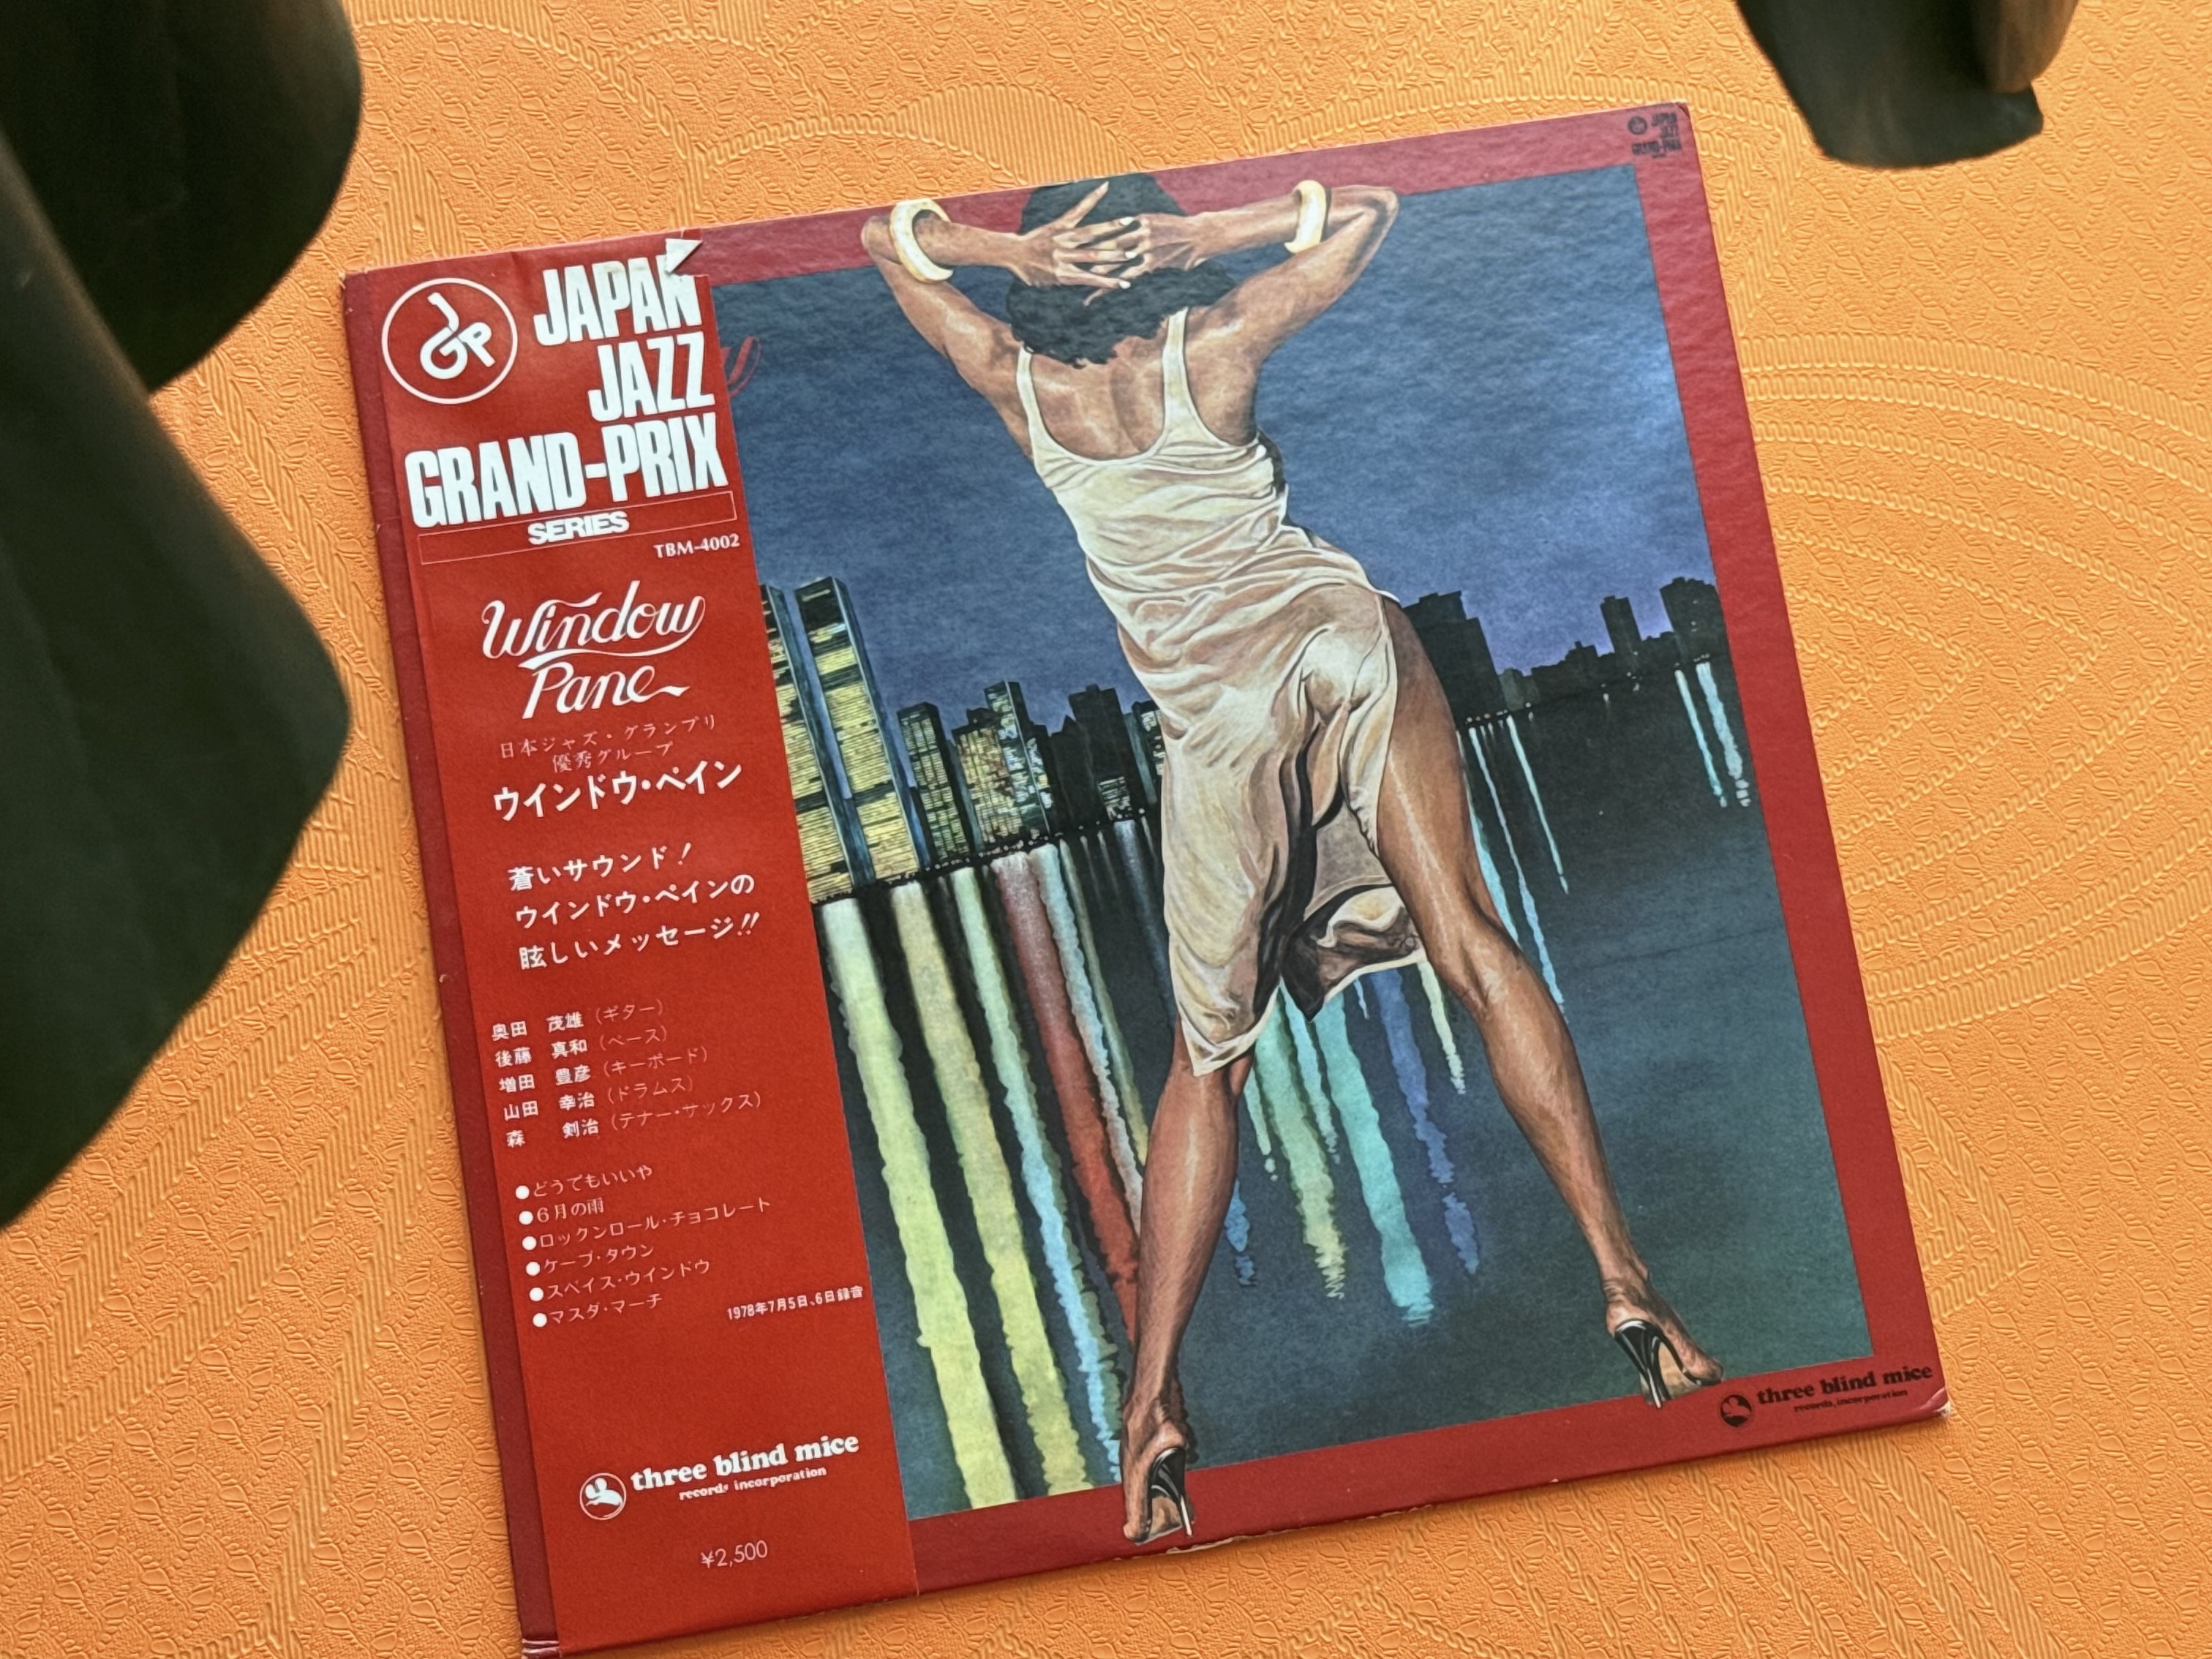 JGP
JAPAN
JAZZ
GRAND-PRIX
SERIES
TBM-4002
Window
Pane
日本ジャズ・グランプリ
優秀グループ
ウインドウ・ペイン
蒼いサウンド!
ウインドウ・ペインの
眩しいメッセージ!!
奥田 茂雄(ギター)
後藤 真和(ベース)
増田 豊彦(キーボード)
山田 幸治(ドラムス)
森 剣治(テナー・サックス)
●どうでもいいや
●6月の雨
●ロックンロール・チョコレート
●ケープ・タウン
●スペイス・ウインドウ
●マスダ・マーチ
1978年7月5日、6日録音
three blind mice
records incorporation
¥2,500
y
JAPAN
JAZZ
GRAND-PRIX
three blind mice
records, incorporation